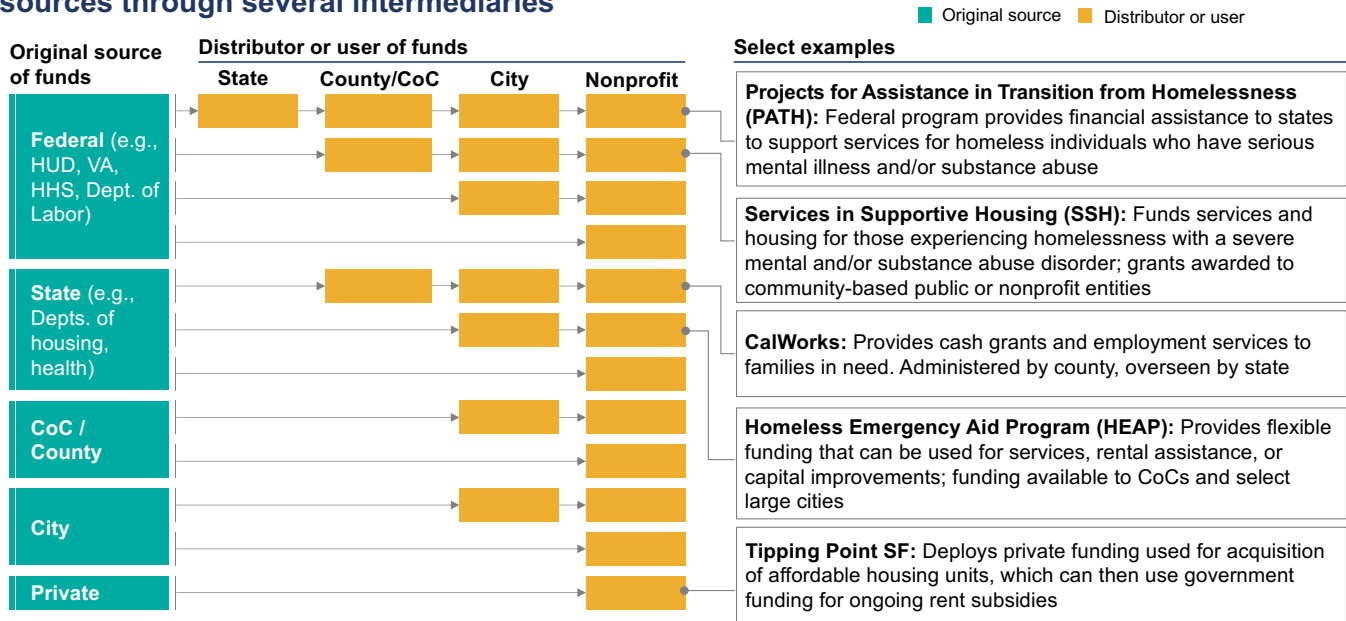 sources through several intermediaries
Original source
Distributor or user
Original source
of funds
Distributor or user of funds
State
County/CoC
City
Nonprofit
Select examples
Federal (e.g.,
HUD, VA,
HHS, Dept. of
Labor)
State (e.g.,
Depts. of
housing,
health)
CoC /
County
City
Private
Projects for Assistance in Transition from Homelessness
(PATH): Federal program provides financial assistance to states
to support services for homeless individuals who have serious
mental illness and/or substance abuse
Services in Supportive Housing (SSH): Funds services and
housing for those experiencing homelessness with a severe
mental and/or substance abuse disorder; grants awarded to
community-based public or nonprofit entities
CalWorks: Provides cash grants and employment services to
families in need. Administered by county, overseen by state
Homeless Emergency Aid Program (HEAP): Provides flexible
funding that can be used for services, rental assistance, or
capital improvements; funding available to CoCs and select
large cities
Tipping Point SF: Deploys private funding used for acquisition
of affordable housing units, which can then use government
funding for ongoing rent subsidies